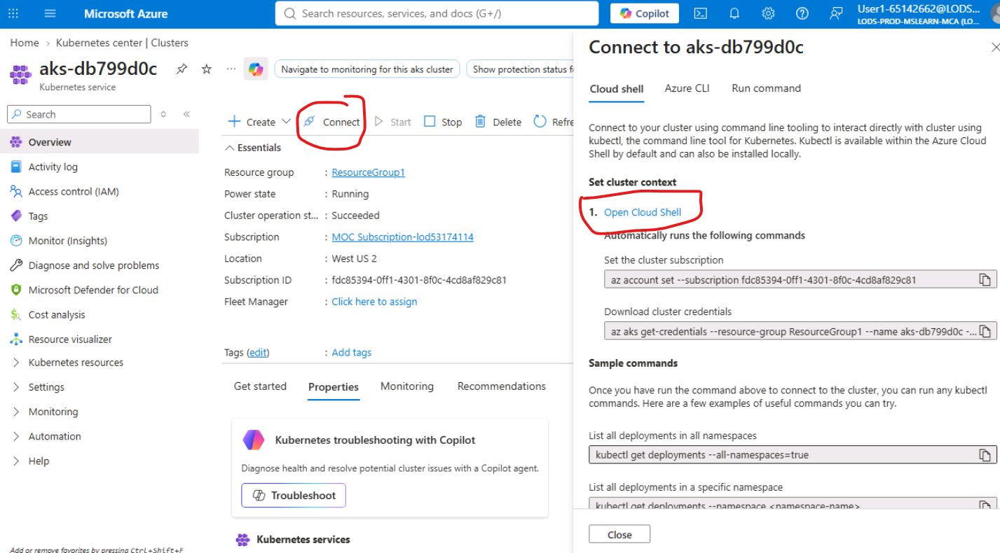 Microsoft Azure
Search resources, services, and docs (G+/)
Copilot
User1-65142662@LODS...
LODS-PROD-MSLEARN-MCA (LO...
Home > Kubernetes center | Clusters
aks-db799d0c
Kubernetes service
...
Navigate to monitoring for this aks cluster
Show protection status fo
Search
Overview
Activity log
Access control (IAM)
Tags
Monitor (Insights)
Diagnose and solve problems
Microsoft Defender for Cloud
Cost analysis
Resource visualizer
Kubernetes resources
Settings
Monitoring
Automation
Help
Add or remove favorites by pressing Ctrl+Shift+F
Create
Connect
Start
Stop
Delete
Refre
Essentials
Resource group : ResourceGroup1
Power state : Running
Cluster operation st... : Succeeded
Subscription : MOC Subscription-lod53174114
Location : West US 2
Subscription ID : fdc85394-0ff1-4301-8f0c-4cd8af829c81
Fleet Manager : Click here to assign
Tags (edit) : Add tags
Get started
Properties
Monitoring
Recommendations
Kubernetes troubleshooting with Copilot
Diagnose health and resolve potential cluster issues with a Copilot agent.
Troubleshoot
Kubernetes services
Connect to aks-db799d0c
Cloud shell
Azure CLI
Run command
Connect to your cluster using command line tooling to interact directly with cluster using
kubectl, the command line tool for Kubernetes. Kubectl is available within the Azure Cloud
Shell by default and can also be installed locally.
Set cluster context
1. Open Cloud Shell
Automatically runs the following commands
Set the cluster subscription
az account set --subscription fdc85394-0ff1-4301-8f0c-4cd8af829c81
Download cluster credentials
az aks get-credentials --resource-group ResourceGroup1 --name aks-db799d0c -...
Sample commands
Once you have run the command above to connect to the cluster, you can run any kubectl
commands. Here are a few examples of useful commands you can try.
List all deployments in all namespaces
kubectl get deployments --all-namespaces=true
List all deployments in a specific namespace
kubectl get deployments --namespace <namespace-name>
Close